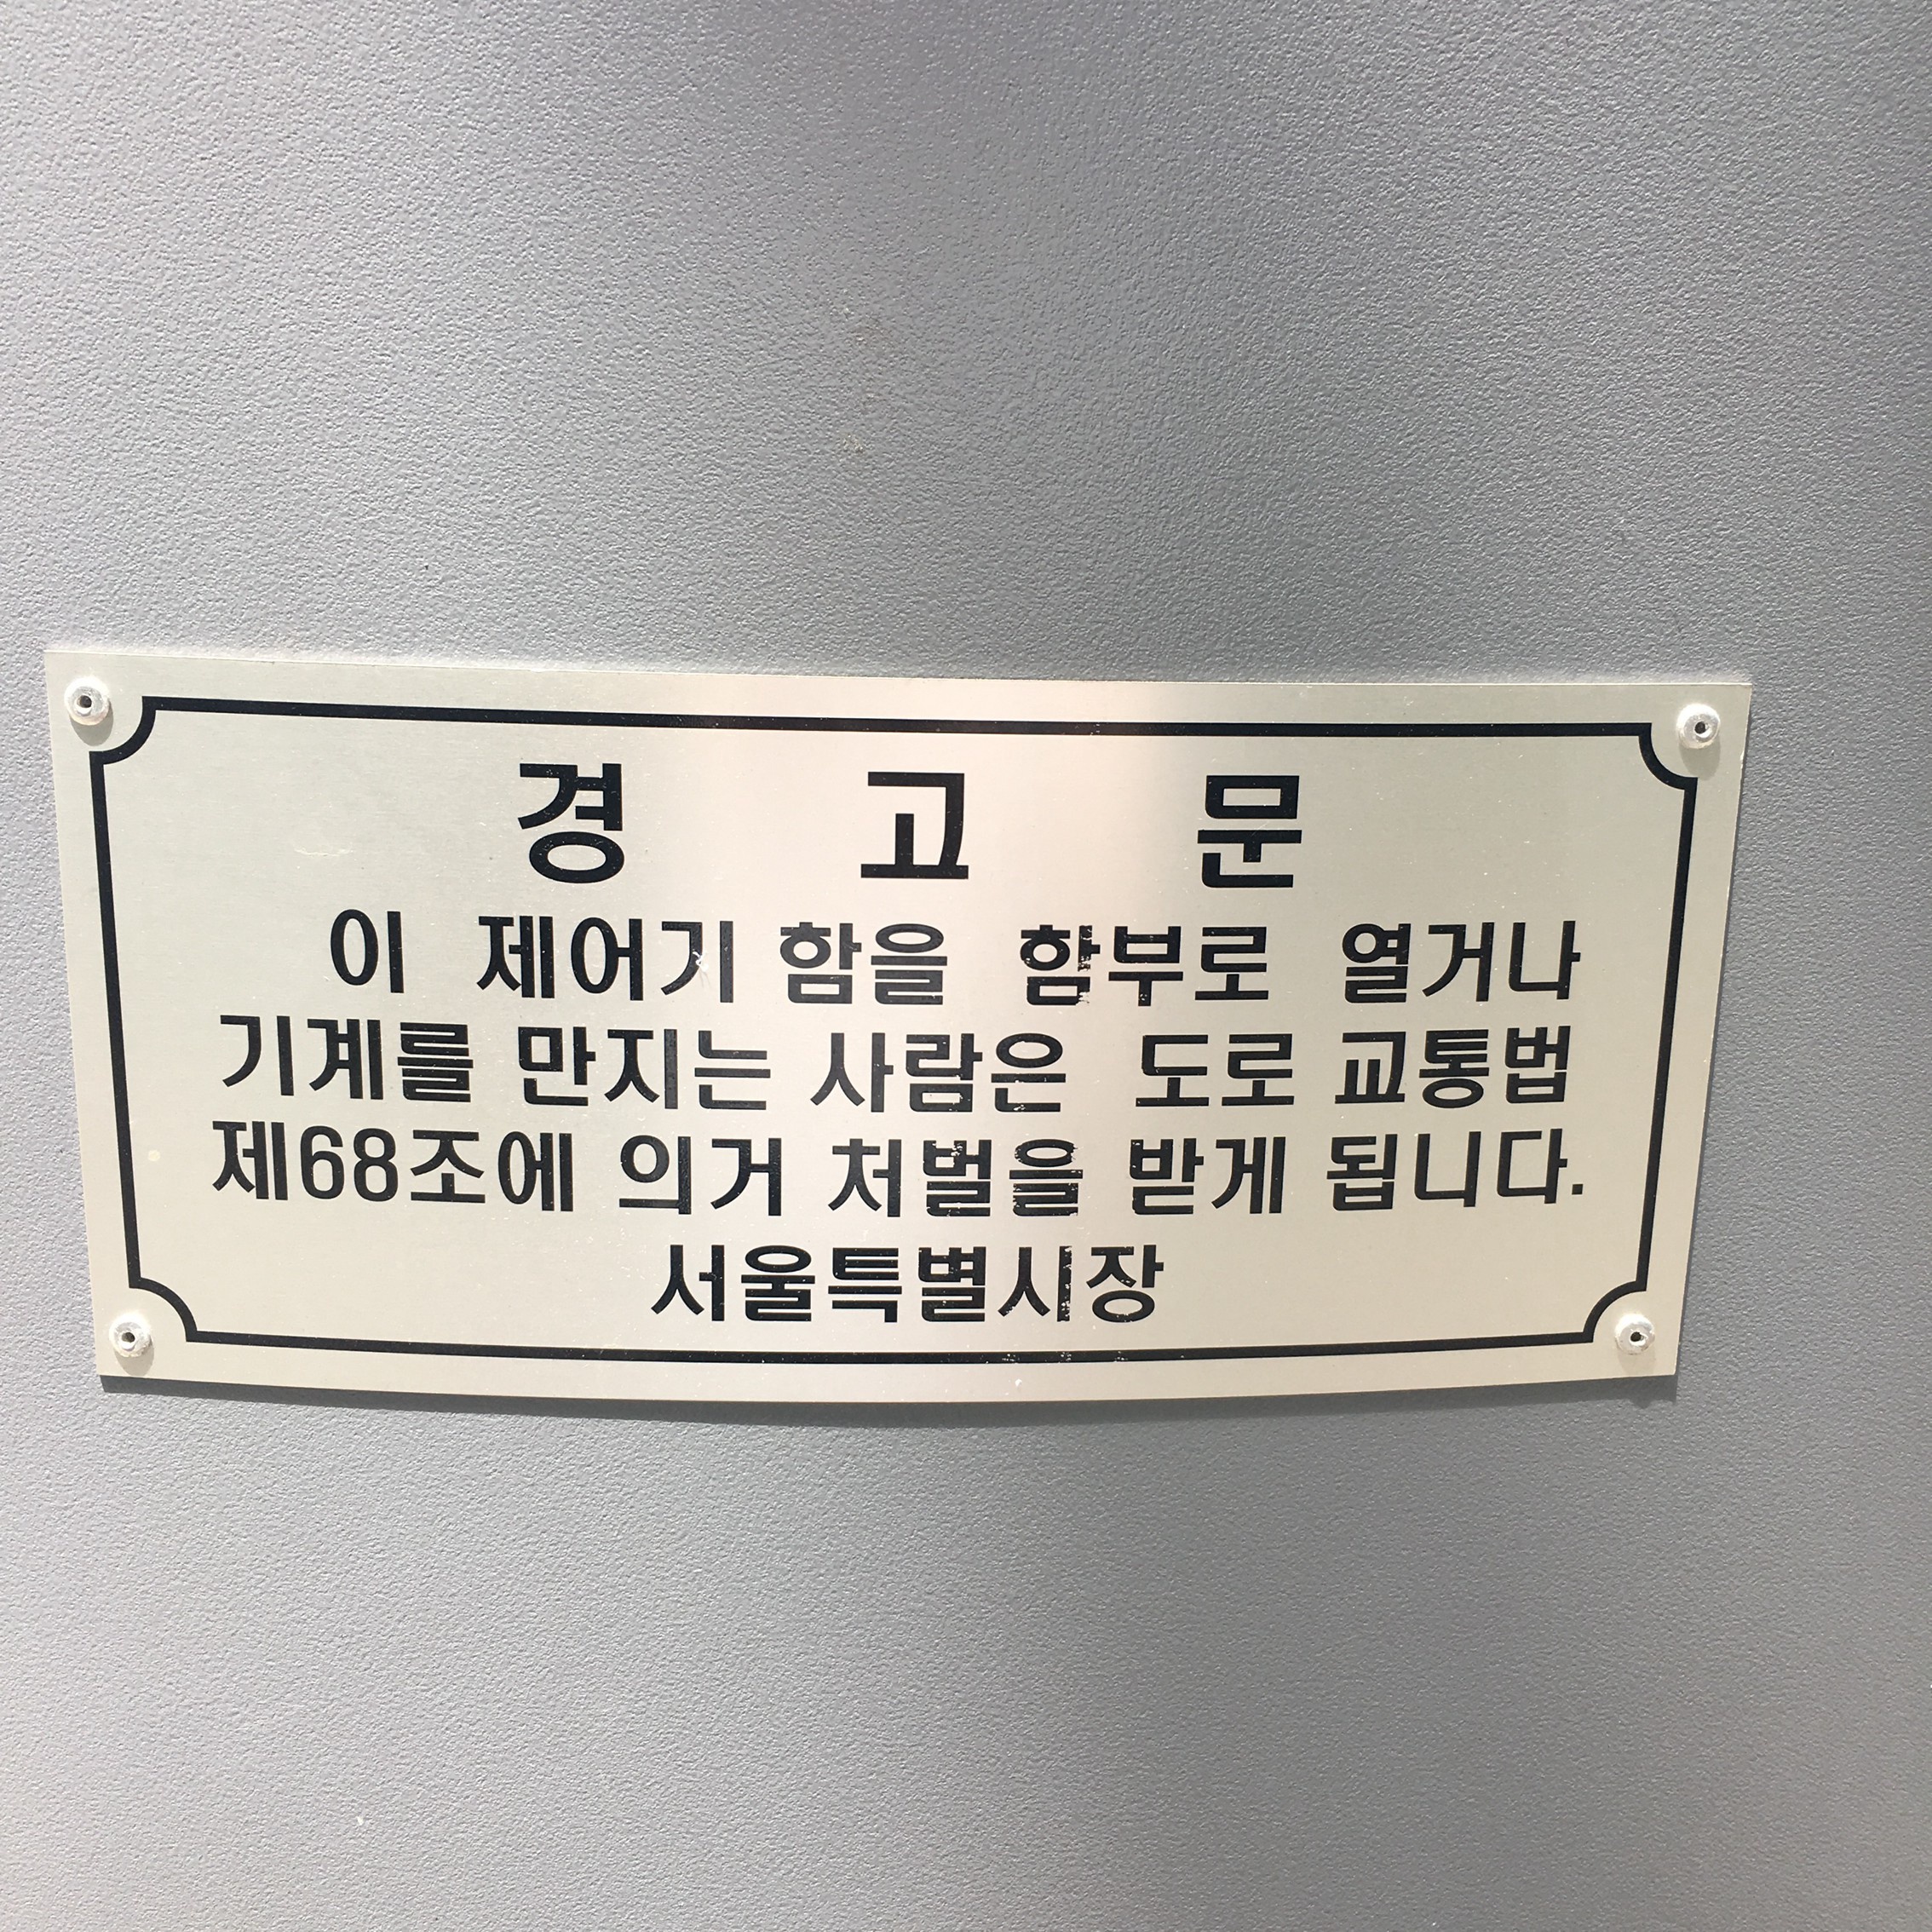 경 고 문
이 제어기 함을 함부로 열거나
기계를 만지는 사람은 도로 교통법
제68조에 의거 처벌을 받게 됩니다.
서울특별시장